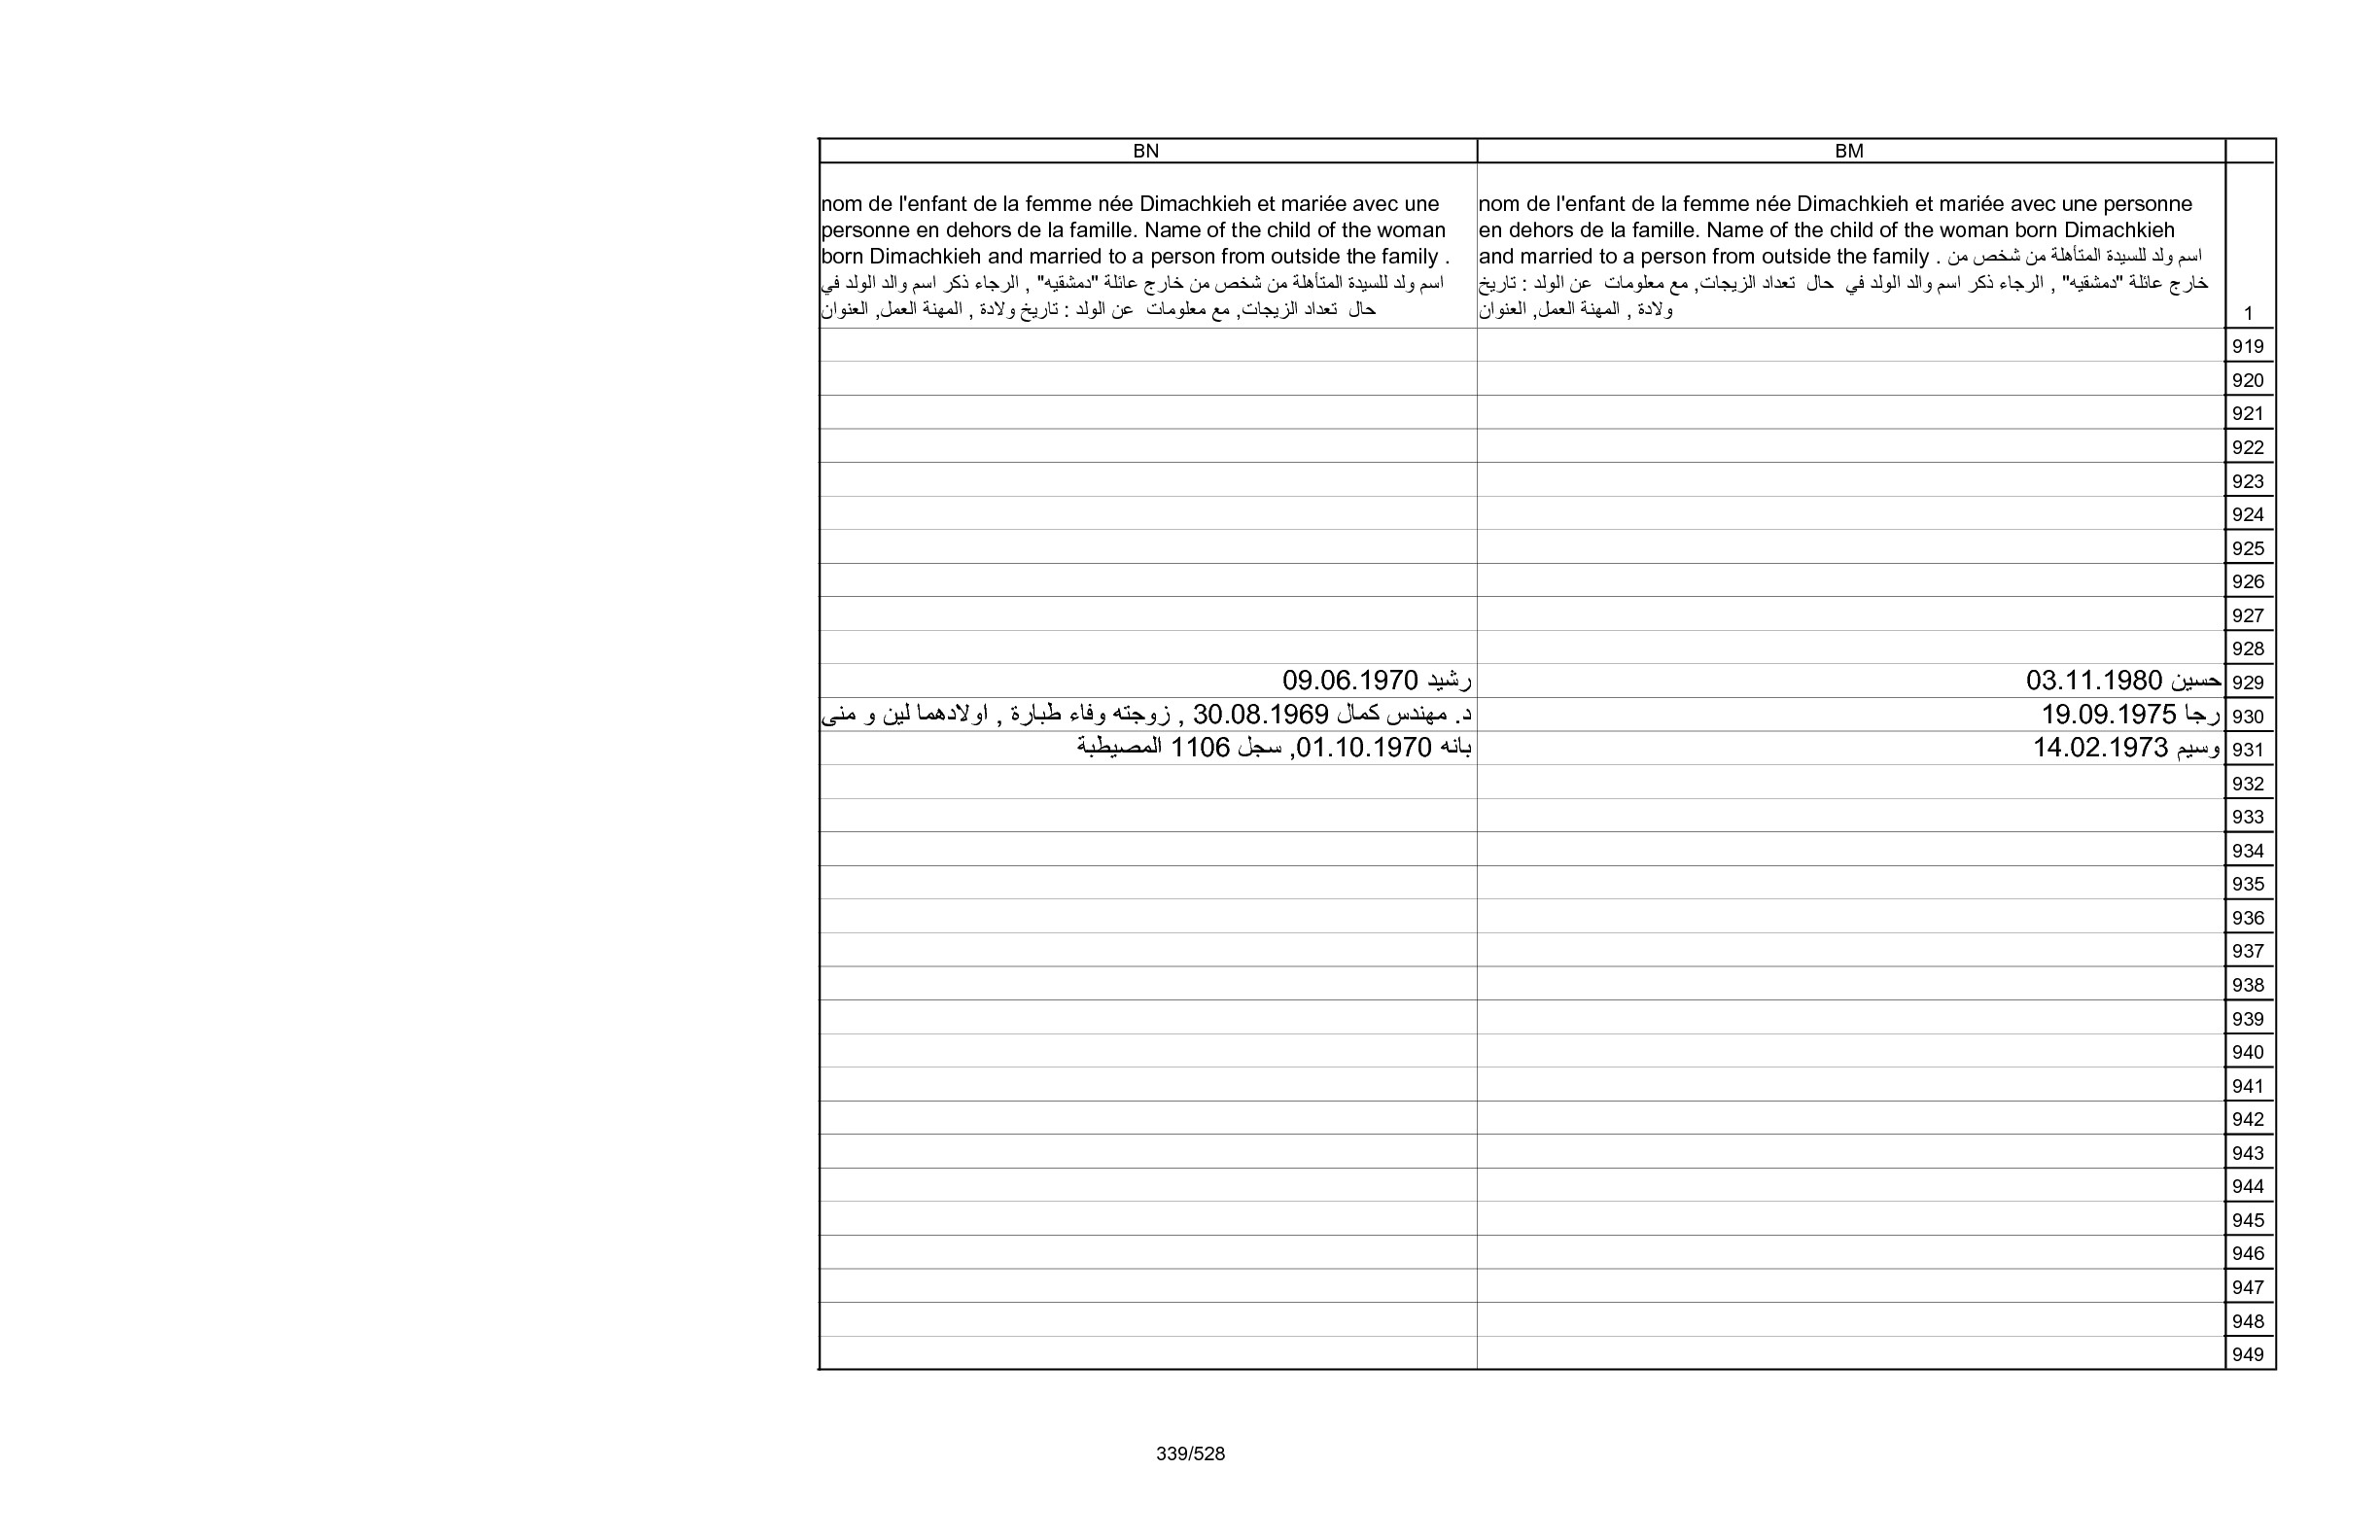 BM
BN
1
nom de l'enfant de la femme née Dimachkieh et mariée avec une personne
en dehors de la famille. Name of the child of the woman born Dimachkieh
and married to a person from outside the family . اسم ولد للسيدة المتأهلة من شخص من
خارج عائلة "دمشقيه" , الرجاء ذكر اسم والد الولد في حال تعداد الزيجات, مع معلومات عن الولد : تاريخ
ولادة , المهنة العمل, العنوان
nom de l'enfant de la femme née Dimachkieh et mariée avec une
personne en dehors de la famille. Name of the child of the woman
born Dimachkieh and married to a person from outside the family .
اسم ولد للسيدة المتأهلة من شخص من خارج عائلة "دمشقيه" , الرجاء ذكر اسم والد الولد في
حال تعداد الزيجات, مع معلومات عن الولد : تاريخ ولادة , المهنة العمل, العنوان
919
920
921
922
923
924
925
926
927
928
929 حسين 03.11.1980 رشيد 09.06.1970
930 رجا 19.09.1975 د. مهندس كمال 30.08.1969 , زوجته وفاء طبارة , اولادهما لين و منى
931 وسيم 14.02.1973 بانه 01.10.1970, سجل 1106 المصيطبة
932
933
934
935
936
937
938
939
940
941
942
943
944
945
946
947
948
949
339/528